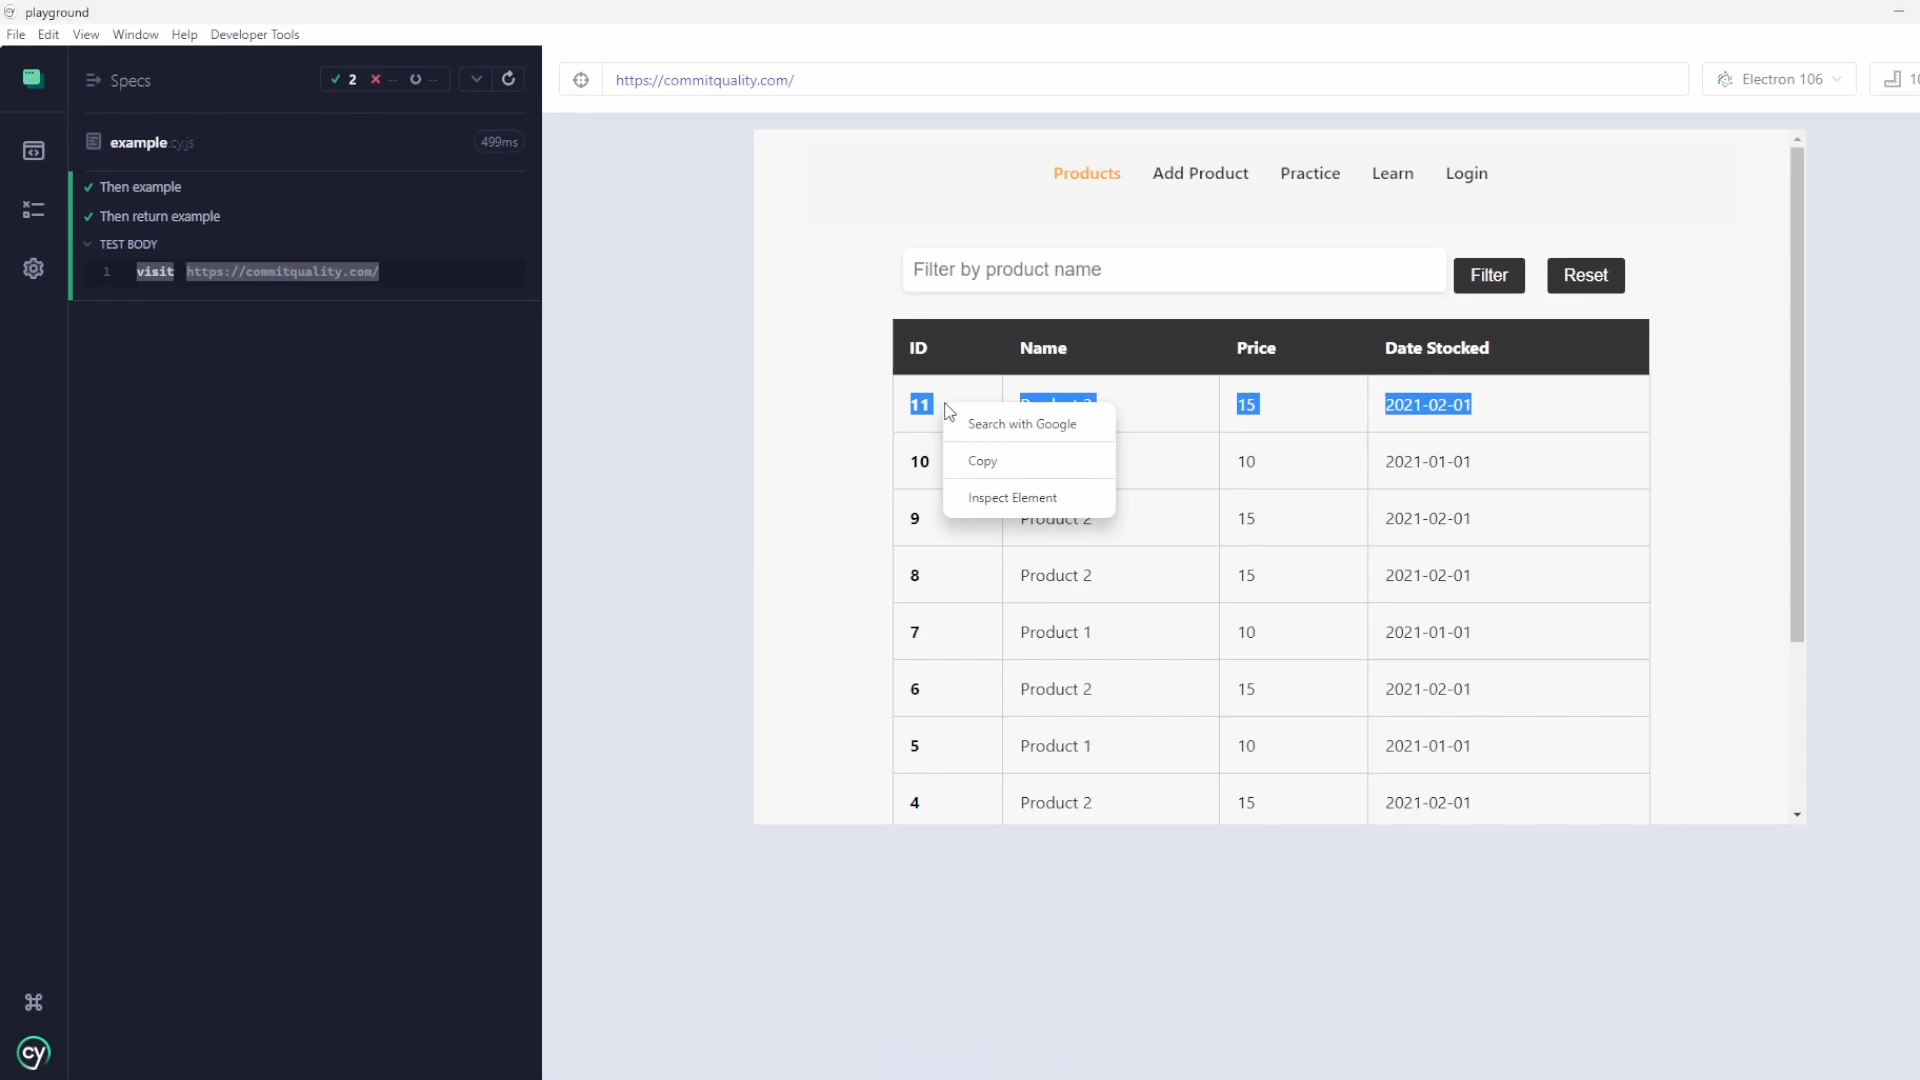 playground
File Edit View Window Help Developer Tools
Specs 2 -- --
https://commitquality.com/ Electron 106
example.cy.js 499ms
Then example
Then return example
TEST BODY
1 visit https://commitquality.com/
cy
Products Add Product Practice Learn Login
Filter by product name Filter Reset
ID Name Price Date Stocked
11 15 2021-02-01
Search with Google
Copy
Inspect Element
10 10 2021-01-01
9 Product 2 15 2021-02-01
8 Product 2 15 2021-02-01
7 Product 1 10 2021-01-01
6 Product 2 15 2021-02-01
5 Product 1 10 2021-01-01
4 Product 2 15 2021-02-01